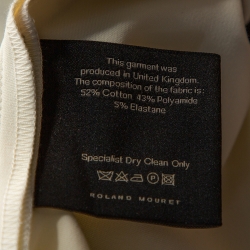 This garment was
produced in United Kingdom.
The composition of the fabric is:
52% Cotton 43% Polyamide
5% Elastane
Specialist Dry Clean Only
P
ROLAND MOURET